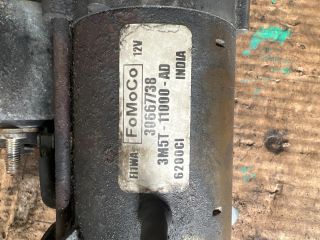 12V
FoMoCo
30667738
3M5T-11000-AD
INDIA
6200CI